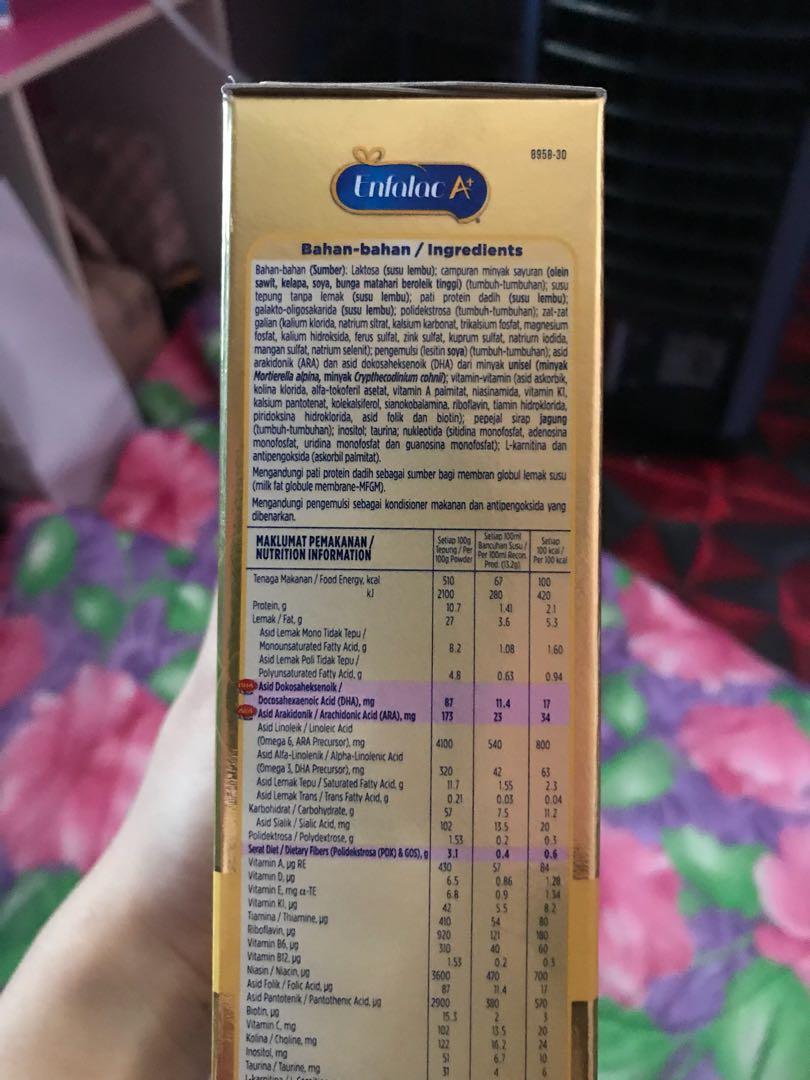 8958-30
Enfalac A+
Bahan-bahan / Ingredients
Bahan-bahan (Sumber): Laktosa (susu lembu); campuran minyak sayuran (olein
sawit, kelapa, soya, bunga matahari beroleik tinggi) (tumbuh-tumbuhan); susu
tepung tanpa lemak (susu lembu); pati protein dadih (susu lembu);
galakto-oligosakarida (susu lembu); polidekstrosa (tumbuh-tumbuhan); zat-zat
galian (kalium klorida, natrium sitrat, kalsium karbonat, trikalsium fosfat, magnesium
fosfat, kalium hidroksida, ferus sulfat, zink sulfat, kuprum sulfat, natrium iodida,
mangan sulfat, natrium selenit); pengemulsi (lesitin soya) (tumbuh-tumbuhan); asid
arakidonik (ARA) dan asid dokosaheksenoik (DHA) dari minyak unisel (minyak
Mortierella alpina, minyak Crypthecodinium cohnii); vitamin-vitamin (asid askorbik,
kolina klorida, alfa-tokoferil asetat, vitamin A palmitat, niasinamida, vitamin K1,
kalsium pantotenat, kolekalsiferol, sianokobalamina, riboflavin, tiamin hidroklorida,
piridoksina hidroklorida, asid folik dan biotin); pepejal sirap jagung
(tumbuh-tumbuhan); inositol; taurina; nukleotida (sitidina monofosfat, adenosina
monofosfat, uridina monofosfat dan guanosina monofosfat); L-karnitina dan
antipengoksida (askorbil palmitat).
Mengandungi pati protein dadih sebagai sumber bagi membran globul lemak susu
(milk fat globule membrane-MFGM).
Mengandungi pengemulsi sebagai kondisioner makanan dan antipengoksida yang
dibenarkan.
MAKLUMAT PEMAKANAN / NUTRITION INFORMATION
Setiap 100g Tepung / Per 100g Powder
Setiap 100ml Bancuhan Susu / Per 100ml Recon. Prod. (13.2g)
Setiap 100 kcal / Per 100 kcal
Tenaga Makanan / Food Energy, kcal 510 67 100
kJ 2100 280 420
Protein, g 10.7 1.41 2.1
Lemak / Fat, g 27 3.6 5.3
Asid Lemak Mono Tidak Tepu /
Monounsaturated Fatty Acid, g 8.2 1.08 1.60
Asid Lemak Poli Tidak Tepu /
Polyunsaturated Fatty Acid, g 4.8 0.63 0.94
DHA Asid Dokosaheksenoik /
Docosahexaenoic Acid (DHA), mg 87 11.4 17
ARA Asid Arakidonik / Arachidonic Acid (ARA), mg 173 23 34
Asid Linoleik / Linoleic Acid
(Omega 6, ARA Precursor), mg 4100 540 800
Asid Alfa-Linolenik / Alpha-Linolenic Acid
(Omega 3, DHA Precursor), mg 320 42 63
Asid Lemak Tepu / Saturated Fatty Acid, g 11.7 1.55 2.3
Asid Lemak Trans / Trans Fatty Acid, g 0.21 0.03 0.04
Karbohidrat / Carbohydrate, g 57 7.5 11.2
Asid Sialik / Sialic Acid, mg 102 13.5 20
Polidektrosa / Polydextrose, g 1.53 0.2 0.3
Serat Diet / Dietary Fibers (Polidekstrosa (PDX) & GOS), g 3.1 0.4 0.6
Vitamin A, µg RE 430 57 84
Vitamin D, µg 6.5 0.86 1.28
Vitamin E, mg α-TE 6.8 0.9 1.34
Vitamin K1, µg 42 5.5 8.2
Tiamina / Thiamine, µg 410 54 80
Riboflavin, µg 920 121 180
Vitamin B6, µg 310 40 60
Vitamin B12, µg 1.53 0.2 0.3
Niasin / Niacin, µg 3600 470 700
Asid Folik / Folic Acid, µg 87 11.4 17
Asid Pantotenik / Pantothenic Acid, µg 2900 380 570
Biotin, µg 15.3 2 3
Vitamin C, mg 102 13.5 20
Kolina / Choline, mg 122 16.2 24
Inositol, mg 51 6.7 10
Taurina / Taurine, mg 31 4 6